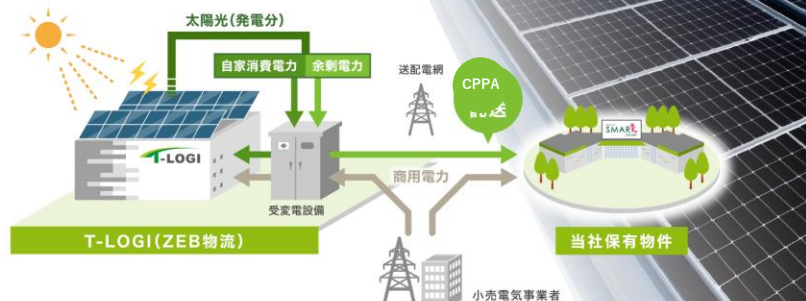 太陽光(発電分)
自家消費電力
余剰電力
送配電網
CPPA
T-LOGI
SMART
商用電力
受変電設備
T-LOGI(ZEB物流)
当社保有物件
小売電気事業者